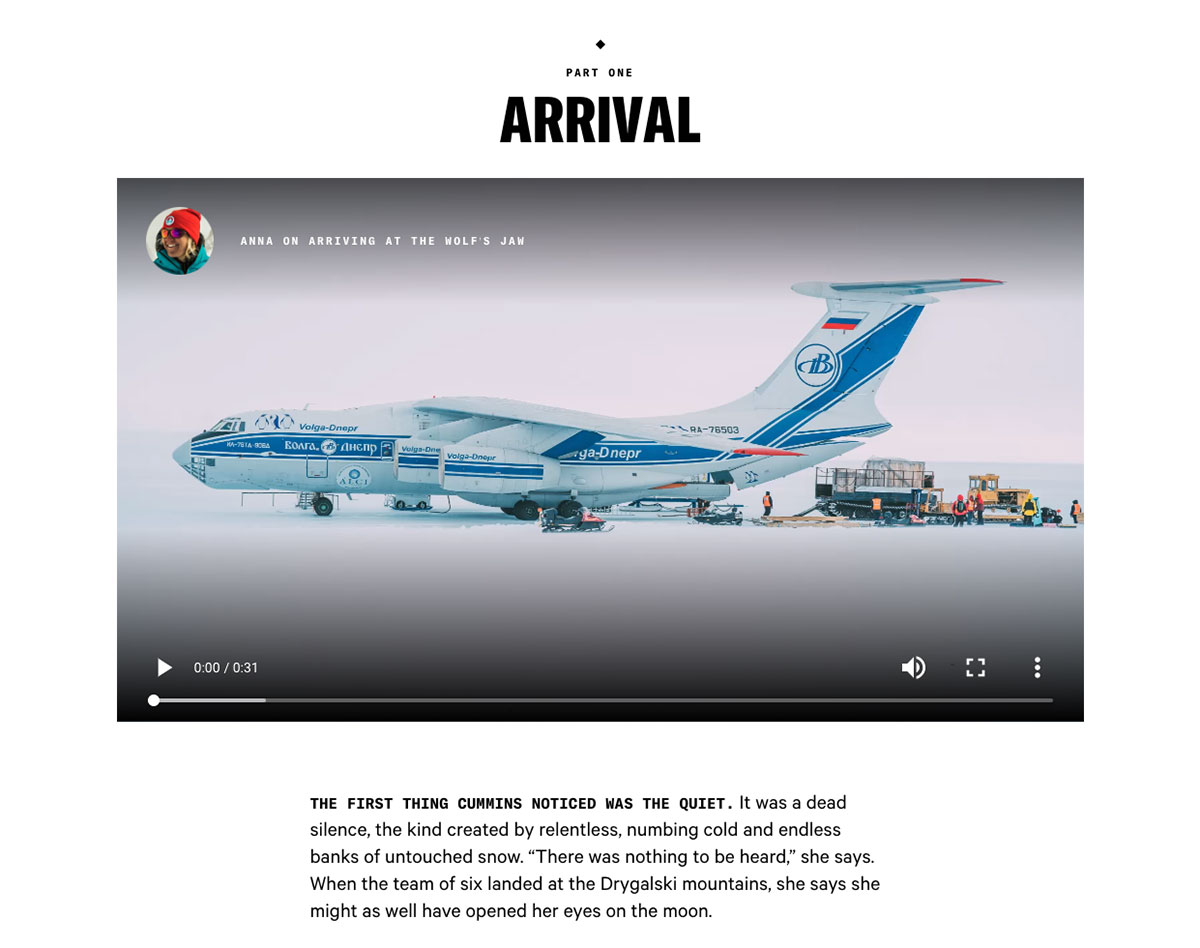 PART ONE
ARRIVAL
ANNA ON ARRIVING AT THE WOLF'S JAW
RA-76503
Volga-Dnepr
Волга Днепр
Volga-Dne
Volga-Dnepr
ga-Dnepr
ALCI
0:00 / 0:31
THE FIRST THING CUMMINS NOTICED WAS THE QUIET. It was a dead
silence, the kind created by relentless, numbing cold and endless
banks of untouched snow. “There was nothing to be heard,” she says.
When the team of six landed at the Drygalski mountains, she says she
might as well have opened her eyes on the moon.